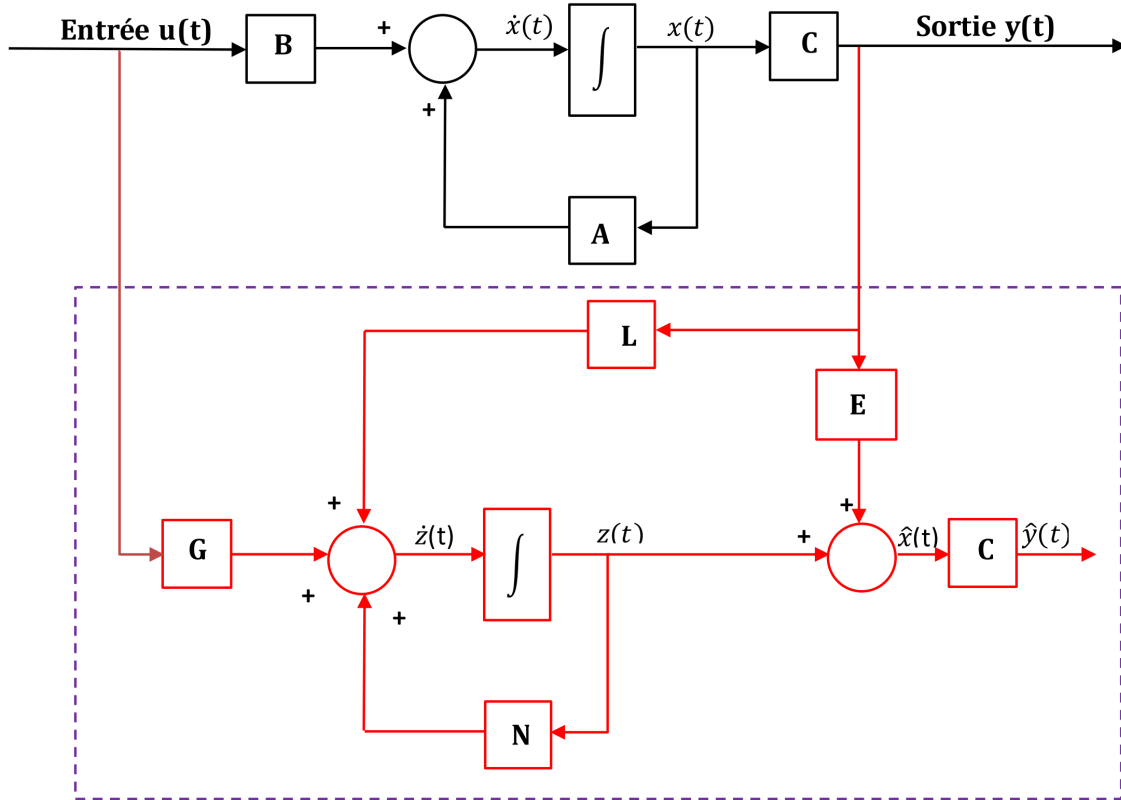 Entrée u(t)
B
+
ẋ(t)
∫
x(t)
C
Sortie y(t)
+
A
L
E
+
+
G
ż(t)
∫
z(t)
+
x̂(t)
C
ŷ(t)
+
+
N